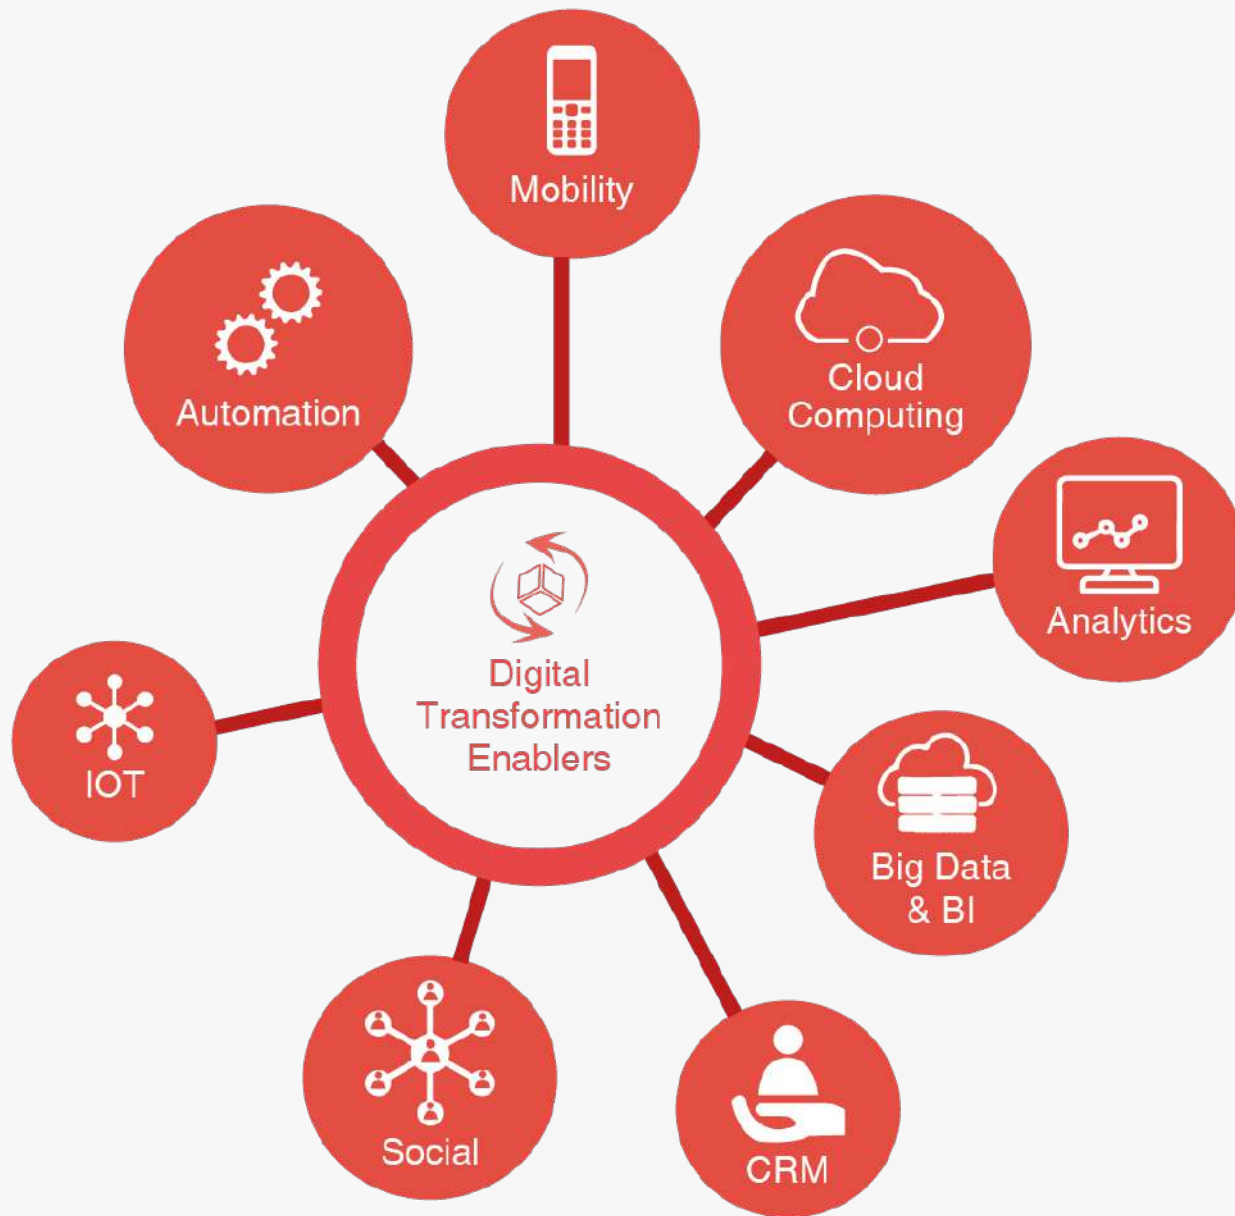 Mobility
Automation
Cloud
Computing
Analytics
Digital
Transformation
Enablers
IOT
Big Data
& BI
Social
CRM